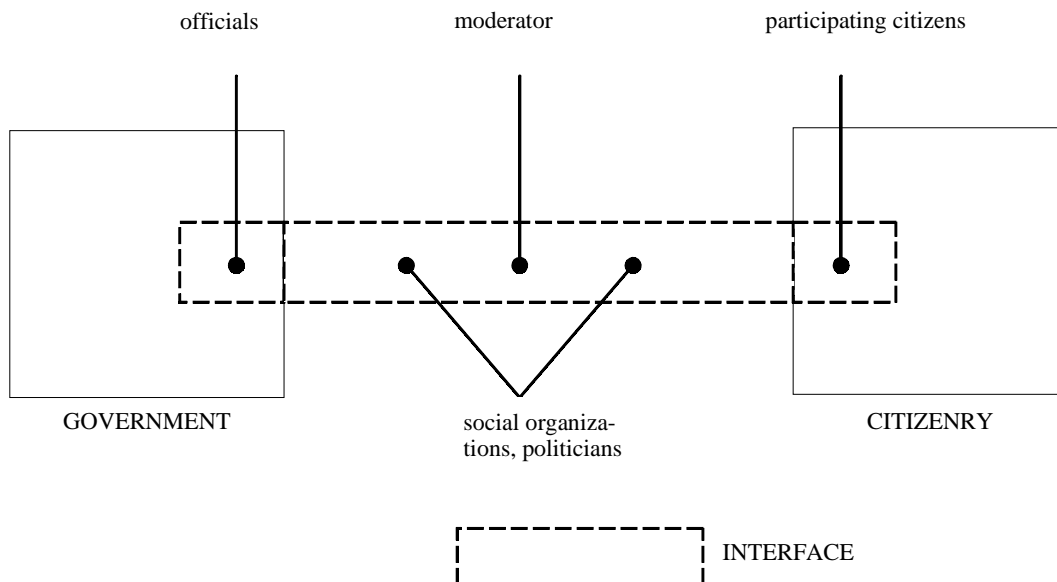 officials
moderator
participating citizens
GOVERNMENT
social organiza-
tions, politicians
CITIZENRY
INTERFACE